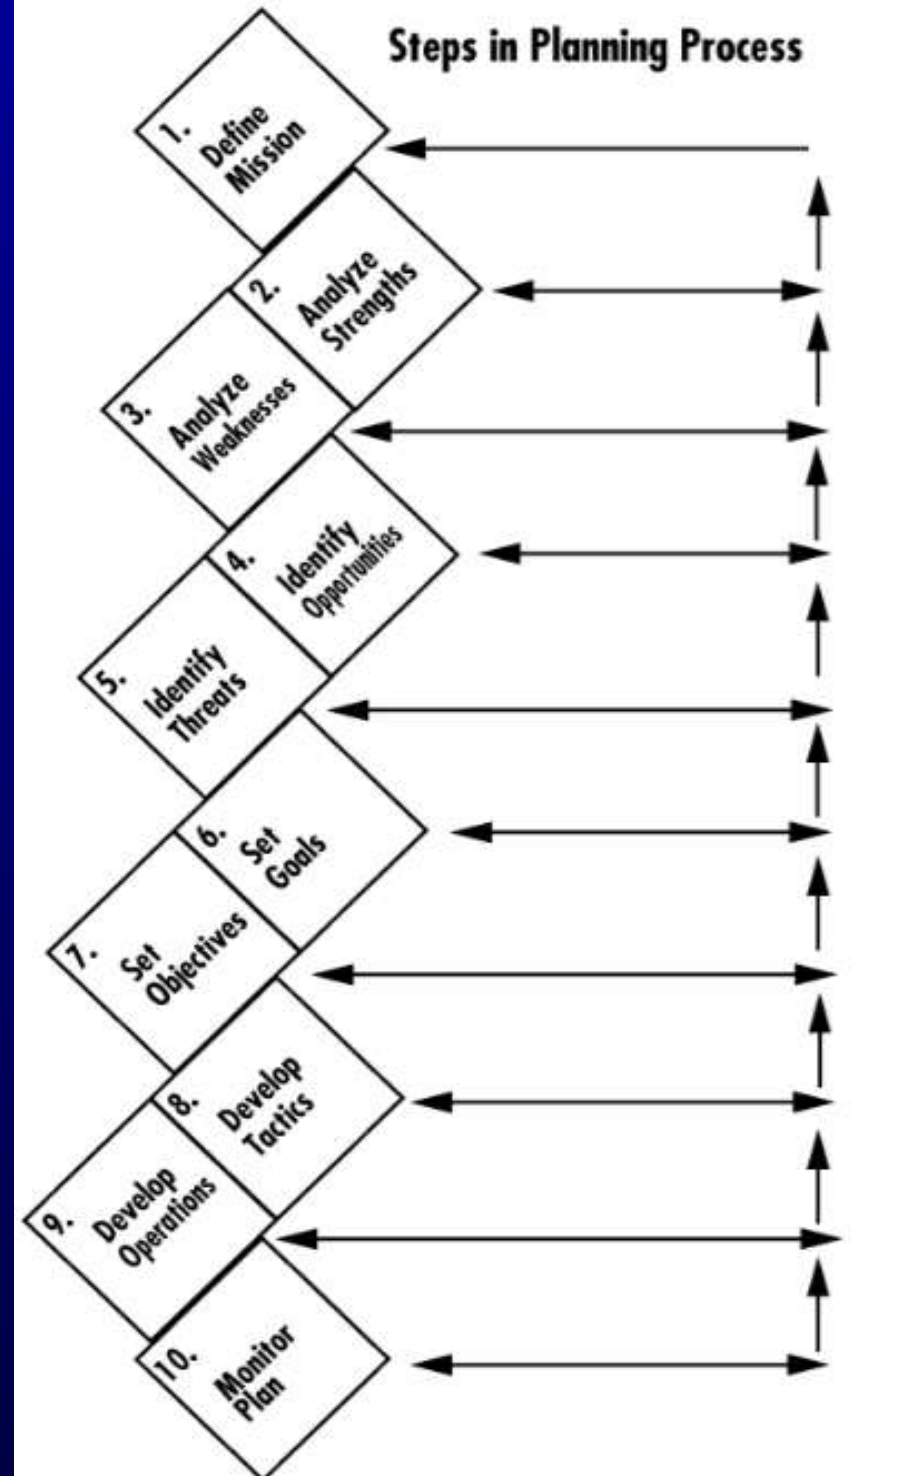 Steps in Planning Process
1.
Define
Mission
2.
Analyze
Strengths
3.
Analyze
Weaknesses
4.
Identify
Opportunities
5.
Identify
Threats
6.
Set
Goals
7.
Set
Objectives
8.
Develop
Tactics
9.
Develop
Operations
10.
Monitor
Plan